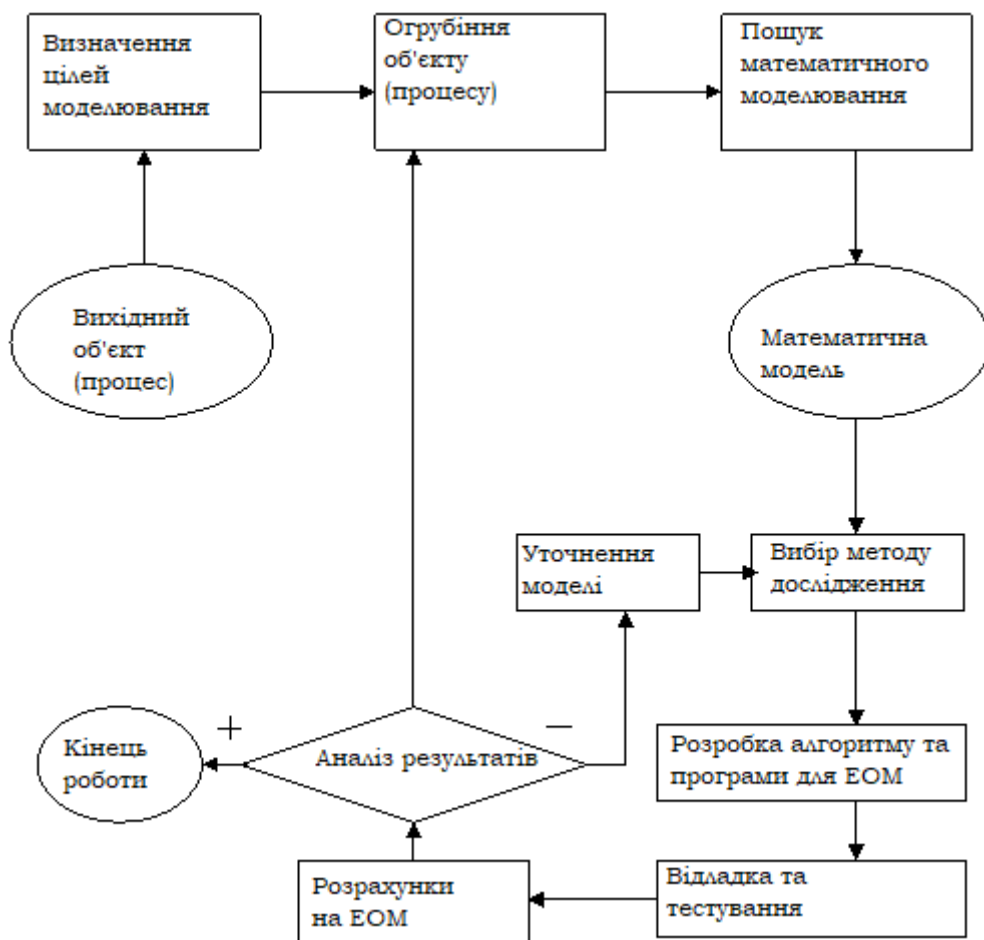 Визначення
цілей
моделювання
Огрубіння
об'єкту
(процесу)
Пошук
математичного
моделювання
Вихідний
об'єкт
(процес)
Математична
модель
Уточнення
моделі
Вибір методу
дослідження
+
−
Кінець
роботи
Аналіз результатів
Розробка алгоритму та
програми для ЕОМ
Розрахунки
на ЕОМ
Відладка та
тестування